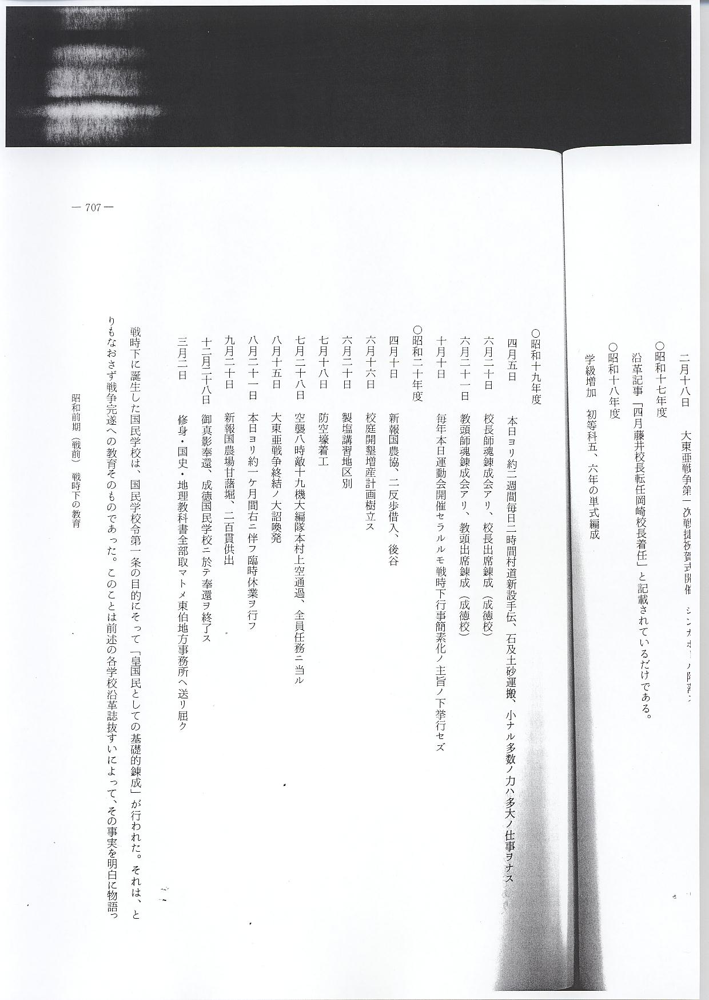 二月十八日　大東亜戦争第一次戦捷祝賀式開催　シンガポール陥落
○昭和十七年度
沿革記事「四月藤井校長転任岡崎校長着任」と記載されているだけである。
○昭和十八年度
学級増加　初等科五、六年の単式編成
○昭和十九年度
四月五日　本日ヨリ約二週間毎日二時間村道新設手伝、石及土砂運搬、小ナル多数ノ力ハ多大ノ仕事ヲナス
六月二十日　校長師魂錬成会アリ、校長出席錬成（成徳校）
六月二十一日　教頭師魂錬成会アリ、教頭出席錬成（成徳校）
十月十日　毎年本日運動会開催セラルルモ戦時下行事簡素化ノ主旨ノ下挙行セズ
○昭和二十年度
四月十日　新報国農協、二反歩借入、後谷
六月十六日　校庭開墾増産計画樹立ス
六月二十日　製塩講習地区別
七月十八日　防空壕着工
七月二十八日　空襲八時敵十九機大編隊本村上空通過、全員任務ニ当ル
八月十五日　大東亜戦争終結ノ大詔喚発
八月二十一日　本日ヨリ約一ケ月間右ニ伴フ臨時休業ヲ行フ
九月二十日　新報国農場甘藷堀、二百貫供出
十二月二十八日　御真影奉還、成徳国民学校ニ於テ奉還ヲ終了ス
三月二日　修身・国史・地理教科書全部取マトメ東伯地方事務所ヘ送リ屈ク
戦時下に誕生した国民学校は、国民学校令第一条の目的にそって「皇国民としての基礎的錬成」が行われた。それは、と
りもなおさず戦争完遂への教育そのものであった。このことは前述の各学校沿革誌抜すいによって、その事実を明白に物語っ
昭和前期（戦前）　戦時下の教育
― 707 ―